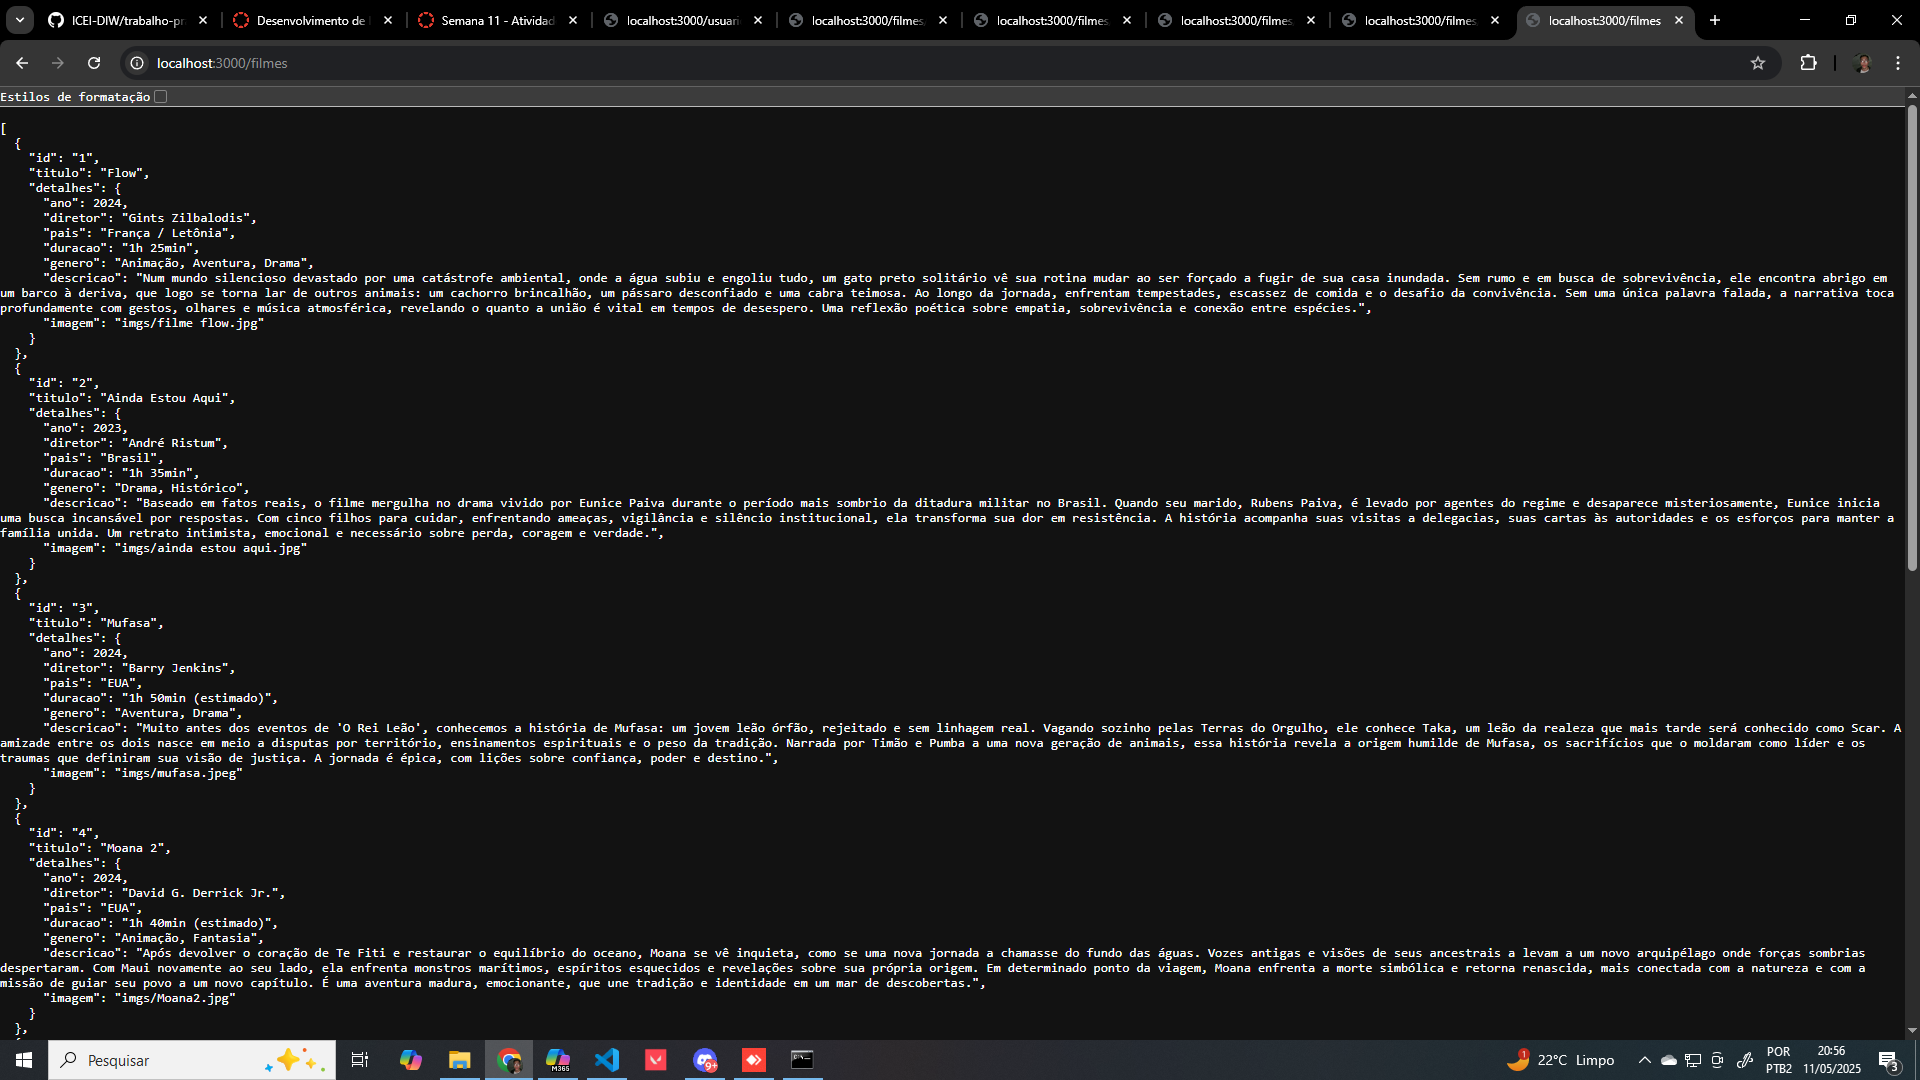 ICEI-DIW/trabalho-pr
Desenvolvimento de
Semana 11 - Atividad
localhost:3000/usuari
localhost:3000/filmes
localhost:3000/filmes
localhost:3000/filmes
localhost:3000/filmes
localhost:3000/filmes
localhost:3000/filmes
Estilos de formatação
[
  {
    "id": "1",
    "titulo": "Flow",
    "detalhes": {
      "ano": 2024,
      "diretor": "Gints Zilbalodis",
      "pais": "França / Letônia",
      "duracao": "1h 25min",
      "genero": "Animação, Aventura, Drama",
      "descricao": "Num mundo silencioso devastado por uma catástrofe ambiental, onde a água subiu e engoliu tudo, um gato preto solitário vê sua rotina mudar ao ser forçado a fugir de sua casa inundada. Sem rumo e em busca de sobrevivência, ele encontra abrigo em
um barco à deriva, que logo se torna lar de outros animais: um cachorro brincalhão, um pássaro desconfiado e uma cabra teimosa. Ao longo da jornada, enfrentam tempestades, escassez de comida e o desafio da convivência. Sem uma única palavra falada, a narrativa toca
profundamente com gestos, olhares e música atmosférica, revelando o quanto a união é vital em tempos de desespero. Uma reflexão poética sobre empatia, sobrevivência e conexão entre espécies.",
      "imagem": "imgs/filme flow.jpg"
    }
  },
  {
    "id": "2",
    "titulo": "Ainda Estou Aqui",
    "detalhes": {
      "ano": 2023,
      "diretor": "André Ristum",
      "pais": "Brasil",
      "duracao": "1h 35min",
      "genero": "Drama, Histórico",
      "descricao": "Baseado em fatos reais, o filme mergulha no drama vivido por Eunice Paiva durante o período mais sombrio da ditadura militar no Brasil. Quando seu marido, Rubens Paiva, é levado por agentes do regime e desaparece misteriosamente, Eunice inicia
uma busca incansável por respostas. Com cinco filhos para cuidar, enfrentando ameaças, vigilância e silêncio institucional, ela transforma sua dor em resistência. A história acompanha suas visitas a delegacias, suas cartas às autoridades e os esforços para manter a
família unida. Um retrato intimista, emocional e necessário sobre perda, coragem e verdade.",
      "imagem": "imgs/ainda estou aqui.jpg"
    }
  },
  {
    "id": "3",
    "titulo": "Mufasa",
    "detalhes": {
      "ano": 2024,
      "diretor": "Barry Jenkins",
      "pais": "EUA",
      "duracao": "1h 50min (estimado)",
      "genero": "Aventura, Drama",
      "descricao": "Muito antes dos eventos de 'O Rei Leão', conhecemos a história de Mufasa: um jovem leão órfão, rejeitado e sem linhagem real. Vagando sozinho pelas Terras do Orgulho, ele conhece Taka, um leão da realeza que mais tarde será conhecido como Scar. A
amizade entre os dois nasce em meio a disputas por território, ensinamentos espirituais e o peso da tradição. Narrada por Timão e Pumba a uma nova geração de animais, essa história revela a origem humilde de Mufasa, os sacrifícios que o moldaram como líder e os
traumas que definiram sua visão de justiça. A jornada é épica, com lições sobre confiança, poder e destino.",
      "imagem": "imgs/mufasa.jpeg"
    }
  },
  {
    "id": "4",
    "titulo": "Moana 2",
    "detalhes": {
      "ano": 2024,
      "diretor": "David G. Derrick Jr.",
      "pais": "EUA",
      "duracao": "1h 40min (estimado)",
      "genero": "Animação, Fantasia",
      "descricao": "Após devolver o coração de Te Fiti e restaurar o equilíbrio do oceano, Moana se vê inquieta, como se uma nova jornada a chamasse do fundo das águas. Vozes antigas e visões de seus ancestrais a levam a um novo arquipélago onde forças sombrias
despertaram. Com Maui novamente ao seu lado, ela enfrenta monstros marítimos, espíritos esquecidos e revelações sobre sua própria origem. Em determinado ponto da viagem, Moana enfrenta a morte simbólica e retorna renascida, mais conectada com a natureza e com a
missão de guiar seu povo a um novo capítulo. É uma aventura madura, emocionante, que une tradição e identidade em um mar de descobertas.",
      "imagem": "imgs/Moana2.jpg"
    }
  },
Pesquisar
M365
9+
1
22°C Limpo
POR
PTB2
20:56
11/05/2025
3